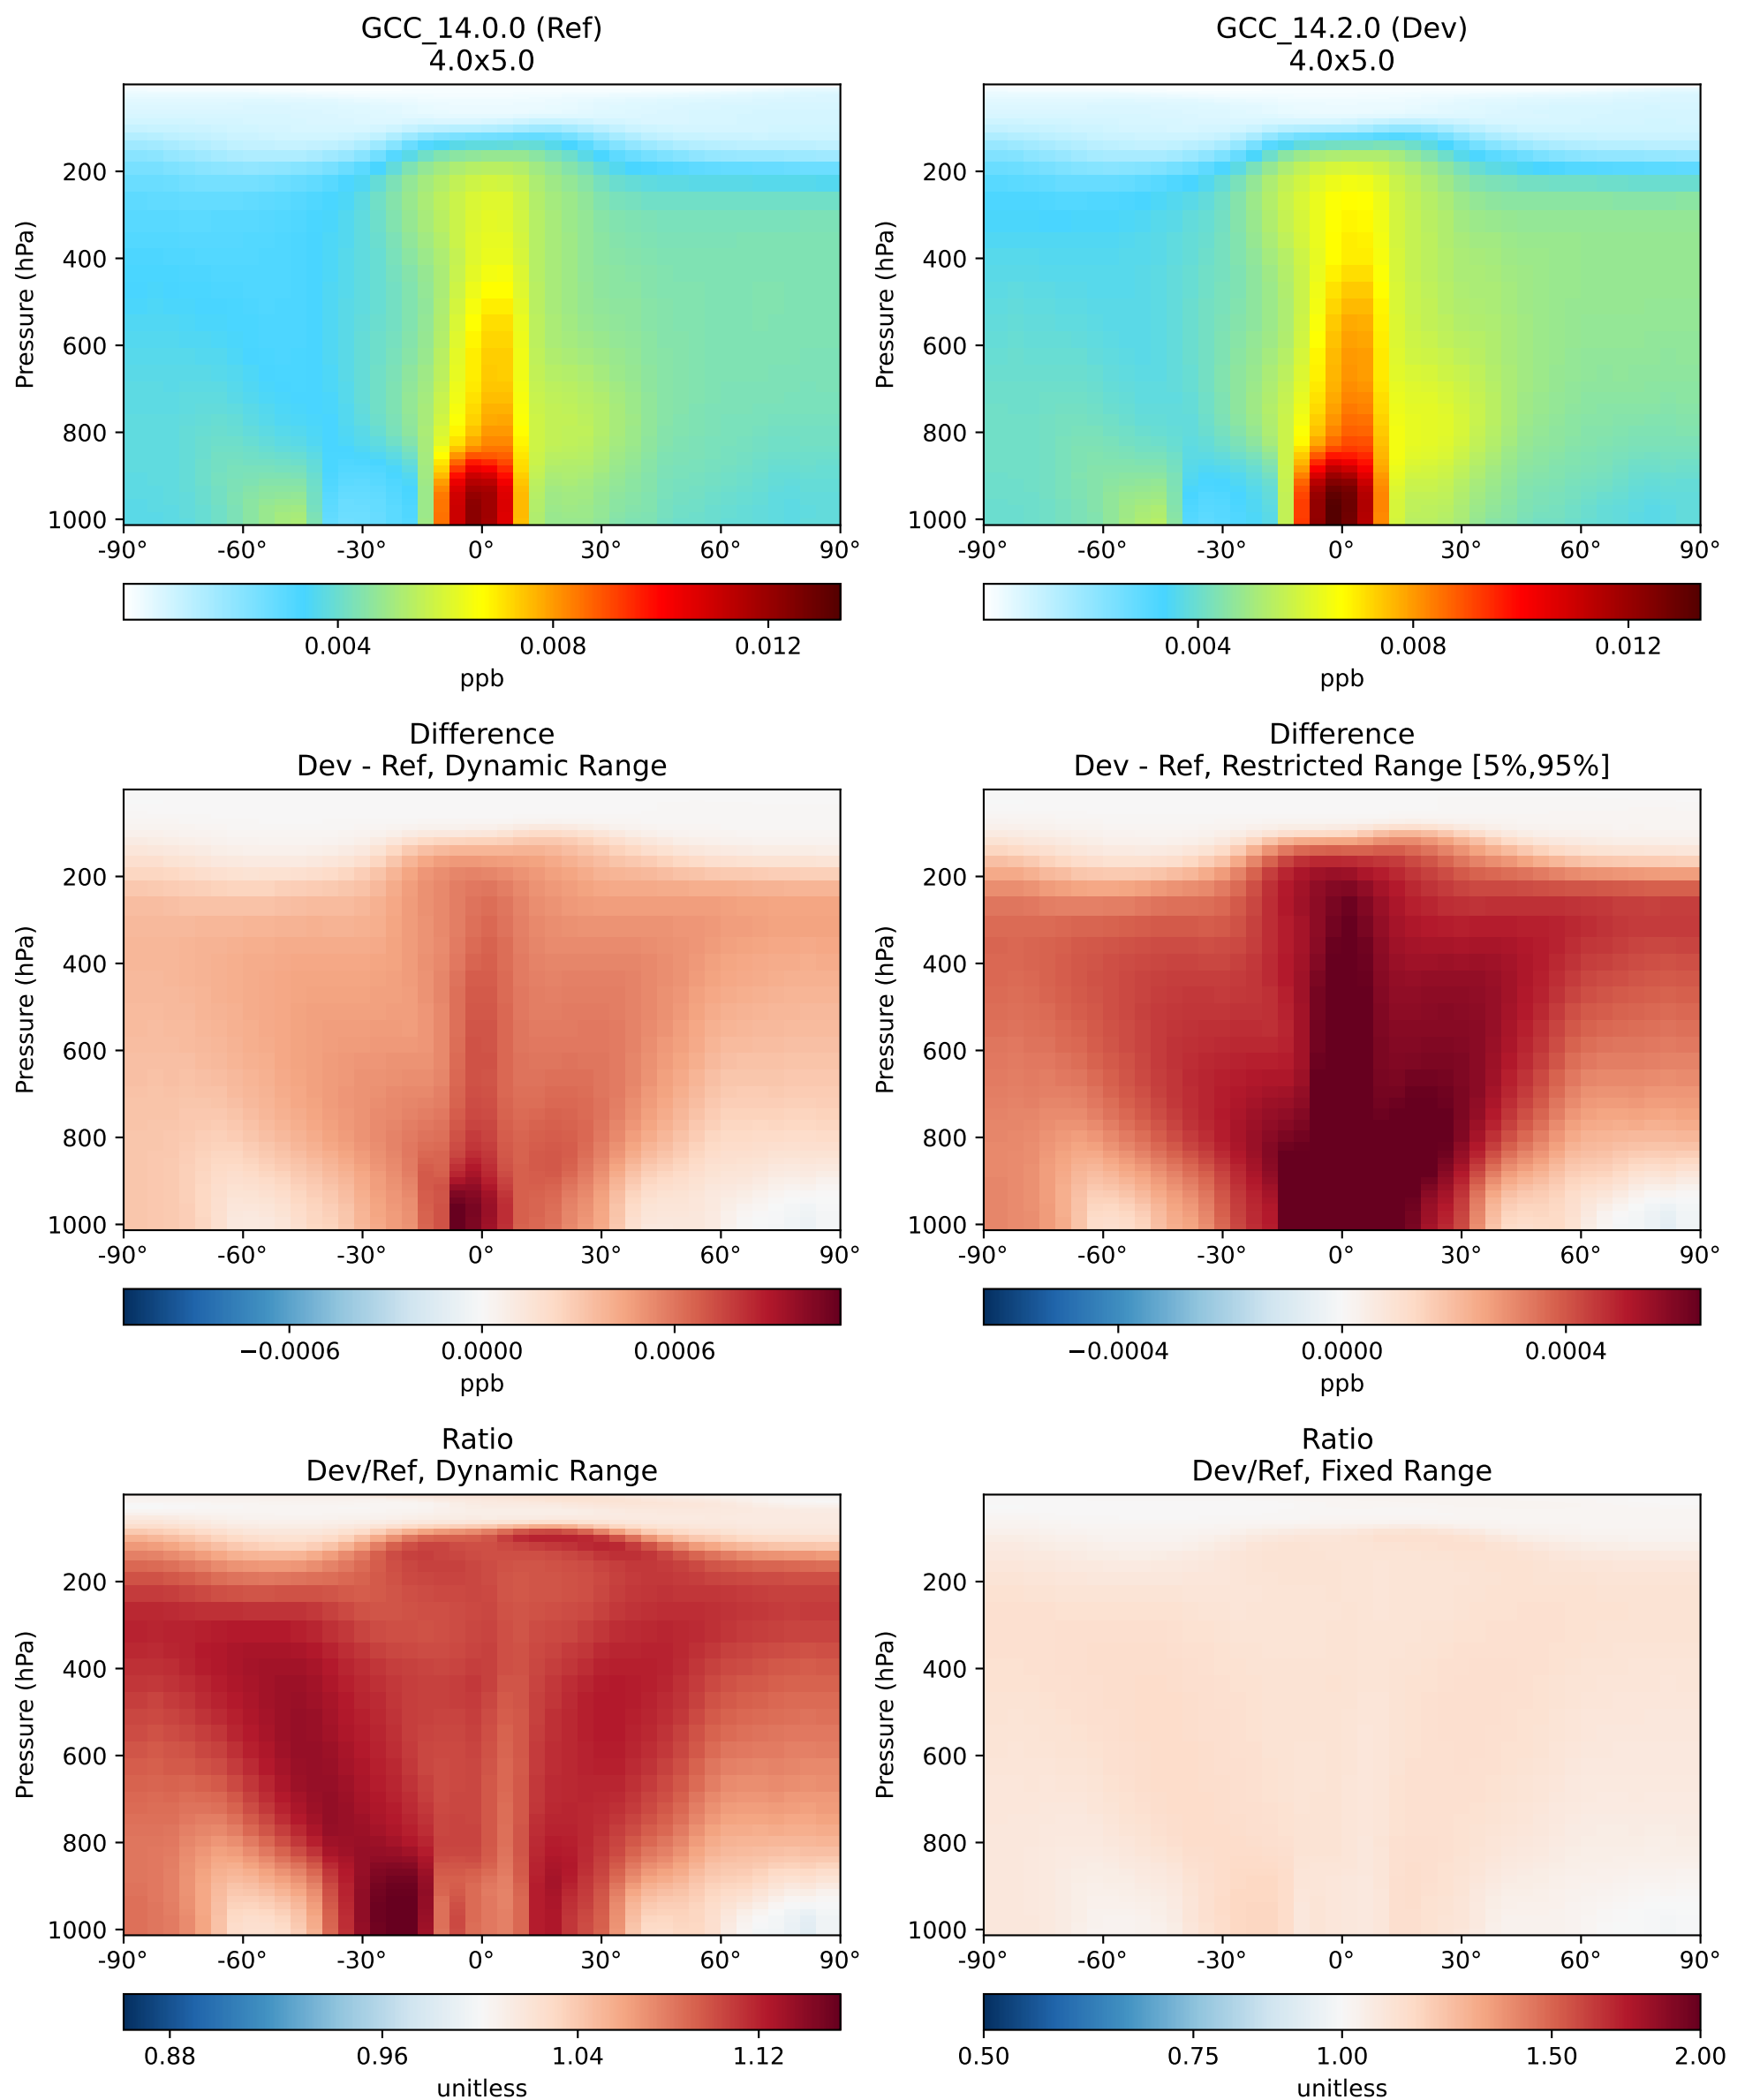 GCC_14.0.0 (Ref)
4.0x5.0
Pressure (hPa)
200
400
600
800
1000
-90° -60° -30° 0° 30° 60° 90°
0.004 0.008 0.012
ppb
GCC_14.2.0 (Dev)
4.0x5.0
Pressure (hPa)
200
400
600
800
1000
-90° -60° -30° 0° 30° 60° 90°
0.004 0.008 0.012
ppb
Difference
Dev - Ref, Dynamic Range
Pressure (hPa)
200
400
600
800
1000
-90° -60° -30° 0° 30° 60° 90°
−0.0006 0.0000 0.0006
ppb
Difference
Dev - Ref, Restricted Range [5%,95%]
Pressure (hPa)
200
400
600
800
1000
-90° -60° -30° 0° 30° 60° 90°
−0.0004 0.0000 0.0004
ppb
Ratio
Dev/Ref, Dynamic Range
Pressure (hPa)
200
400
600
800
1000
-90° -60° -30° 0° 30° 60° 90°
0.88 0.96 1.04 1.12
unitless
Ratio
Dev/Ref, Fixed Range
Pressure (hPa)
200
400
600
800
1000
-90° -60° -30° 0° 30° 60° 90°
0.50 0.75 1.00 1.50 2.00
unitless